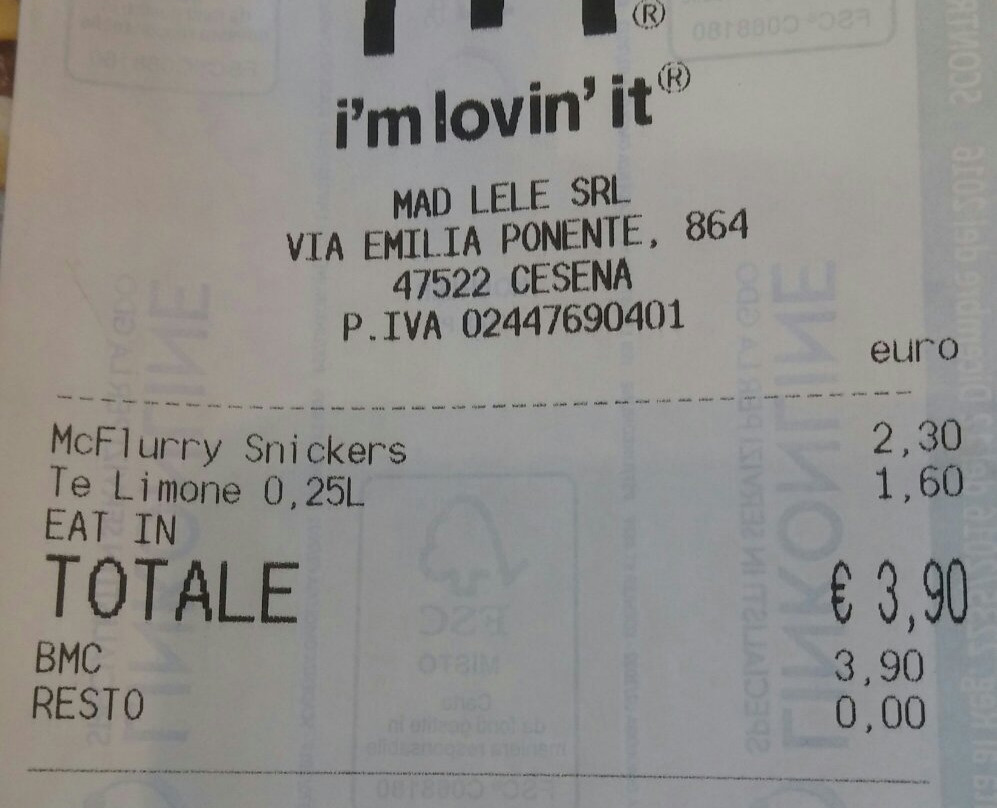 ®
i'm lovin' it®
MAD LELE SRL
VIA EMILIA PONENTE, 864
47522 CESENA
P.IVA 02447690401
euro
McFlurry Snickers 2,30
Te Limone 0,25L 1,60
EAT IN
TOTALE € 3,90
BMC 3,90
RESTO 0,00